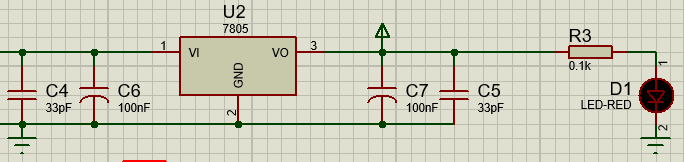 U2
7805
1
VI
VO
3
GND
2
C4
33pF
C6
100nF
C7
100nF
C5
33pF
R3
0.1k
D1
LED-RED
1
2